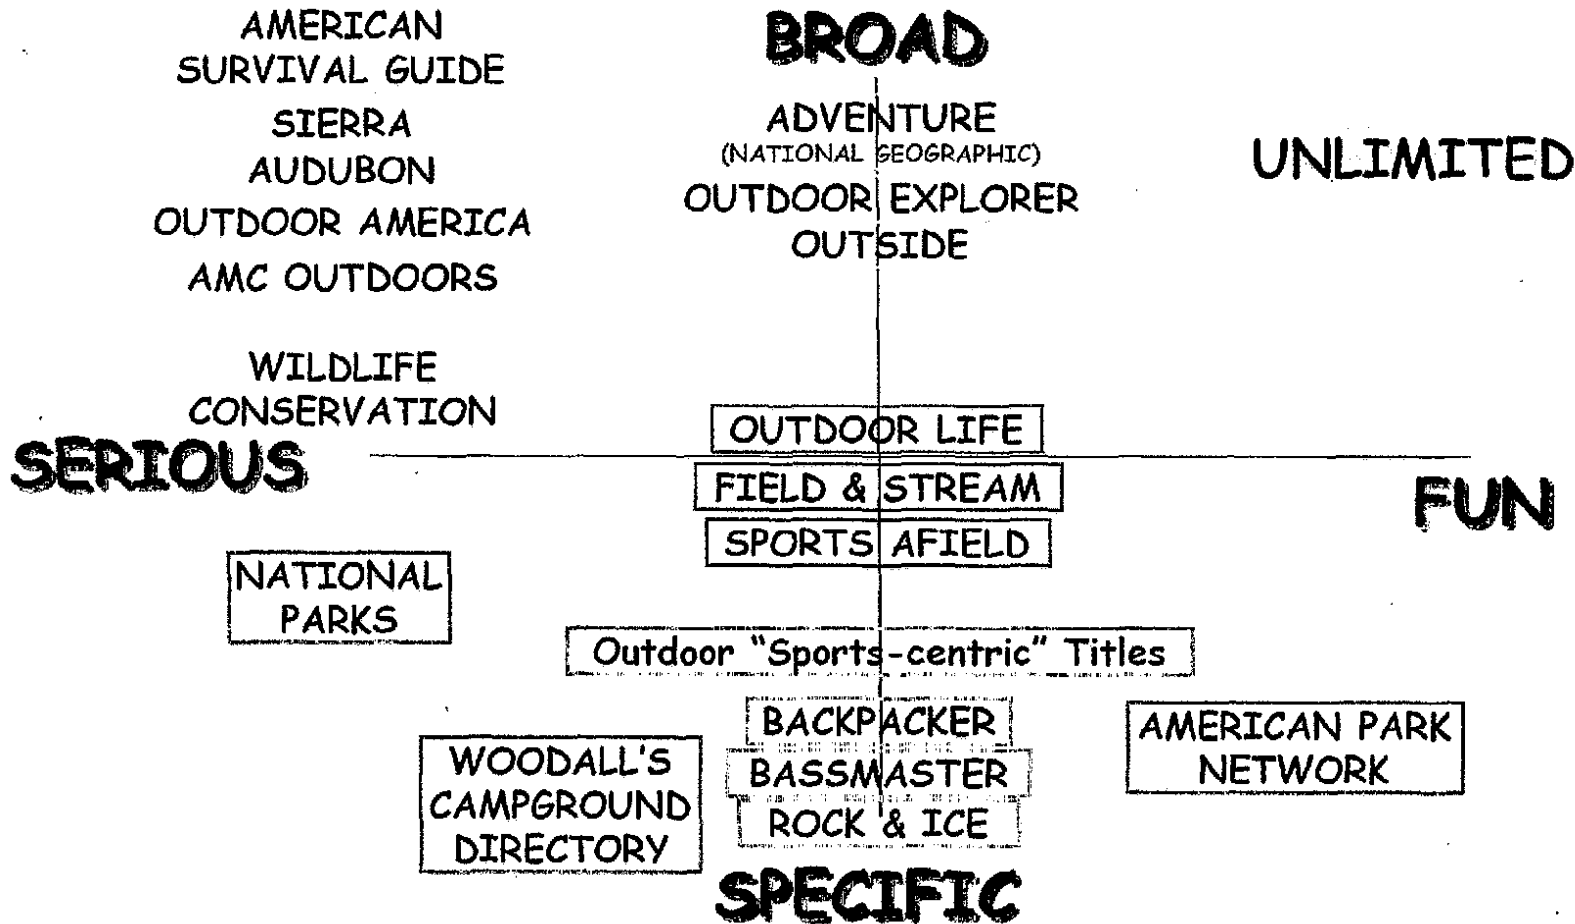 AMERICAN
SURVIVAL GUIDE
SIERRA
AUDUBON
OUTDOOR AMERICA
AMC OUTDOORS
WILDLIFE
CONSERVATION
BROAD
ADVENTURE
(NATIONAL GEOGRAPHIC)
OUTDOOR EXPLORER
OUTSIDE
UNLIMITED
OUTDOOR LIFE
SERIOUS
FIELD & STREAM
FUN
SPORTS AFIELD
NATIONAL
PARKS
Outdoor "Sports-centric" Titles
WOODALL'S
CAMPGROUND
DIRECTORY
BACKPACKER
BASSMASTER
ROCK & ICE
AMERICAN PARK
NETWORK
SPECIFIC